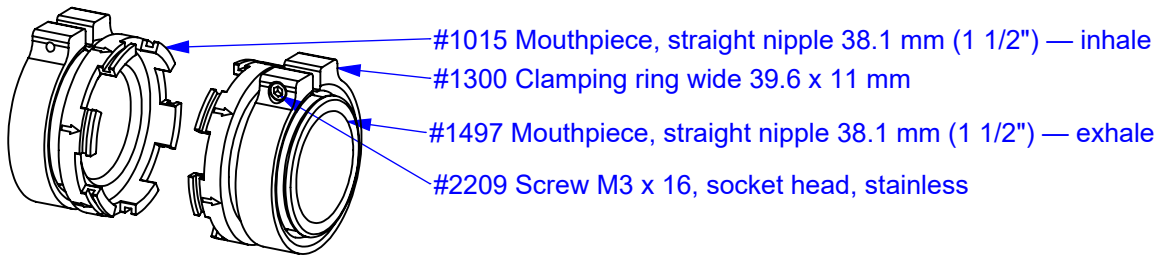 #1015 Mouthpiece, straight nipple 38.1 mm (1 1/2") — inhale
#1300 Clamping ring wide 39.6 x 11 mm
#1497 Mouthpiece, straight nipple 38.1 mm (1 1/2") — exhale
#2209 Screw M3 x 16, socket head, stainless